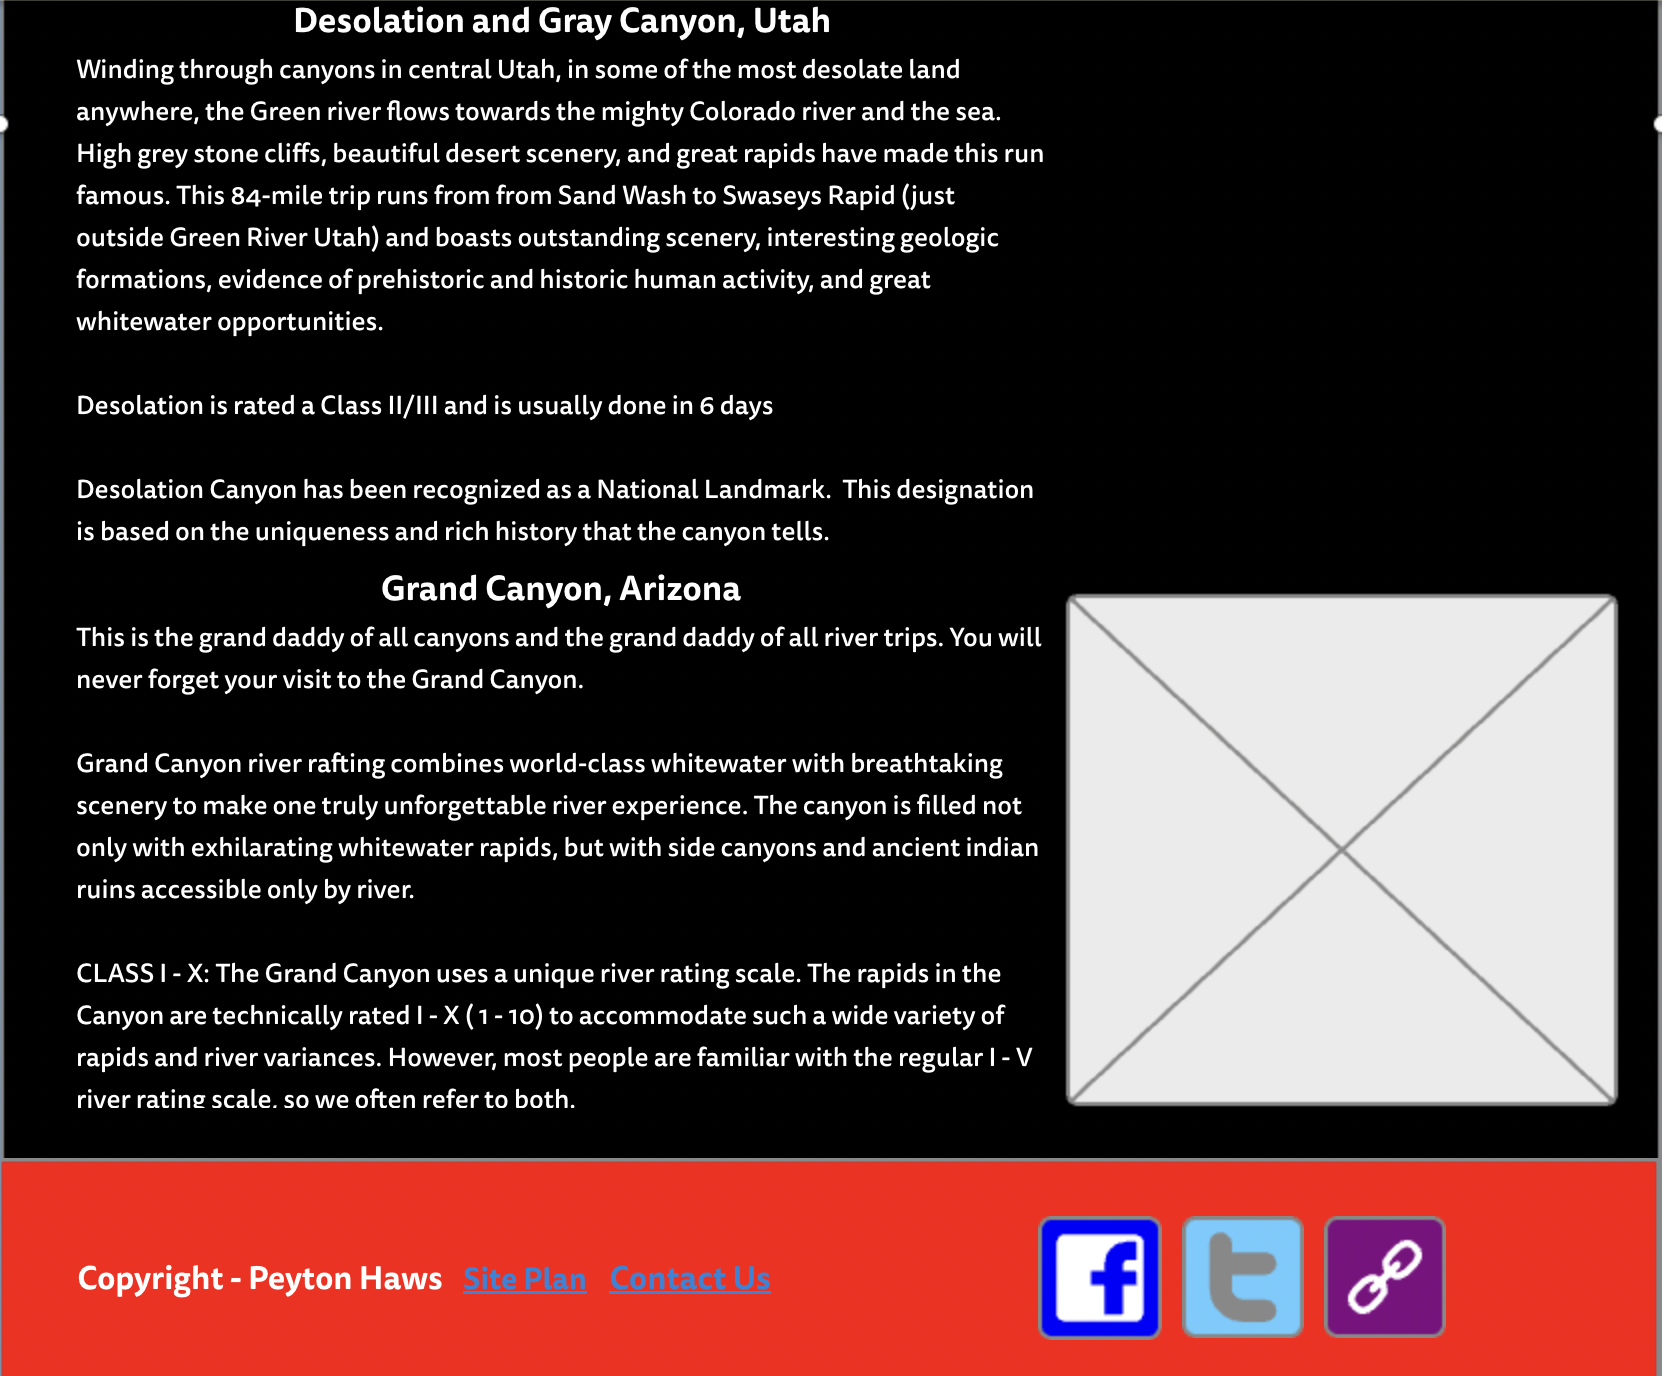 Desolation and Gray Canyon, Utah
Winding through canyons in central Utah, in some of the most desolate land
anywhere, the Green river flows towards the mighty Colorado river and the sea.
High grey stone cliffs, beautiful desert scenery, and great rapids have made this run
famous. This 84-mile trip runs from from Sand Wash to Swaseys Rapid (just
outside Green River Utah) and boasts outstanding scenery, interesting geologic
formations, evidence of prehistoric and historic human activity, and great
whitewater opportunities.
Desolation is rated a Class II/III and is usually done in 6 days
Desolation Canyon has been recognized as a National Landmark.  This designation
is based on the uniqueness and rich history that the canyon tells.
Grand Canyon, Arizona
This is the grand daddy of all canyons and the grand daddy of all river trips. You will
never forget your visit to the Grand Canyon.
Grand Canyon river rafting combines world-class whitewater with breathtaking
scenery to make one truly unforgettable river experience. The canyon is filled not
only with exhilarating whitewater rapids, but with side canyons and ancient indian
ruins accessible only by river.
CLASS I - X: The Grand Canyon uses a unique river rating scale. The rapids in the
Canyon are technically rated I - X ( 1 - 10) to accommodate such a wide variety of
rapids and river variances. However, most people are familiar with the regular I - V
river rating scale, so we often refer to both.
Copyright - Peyton Haws Site Plan Contact Us